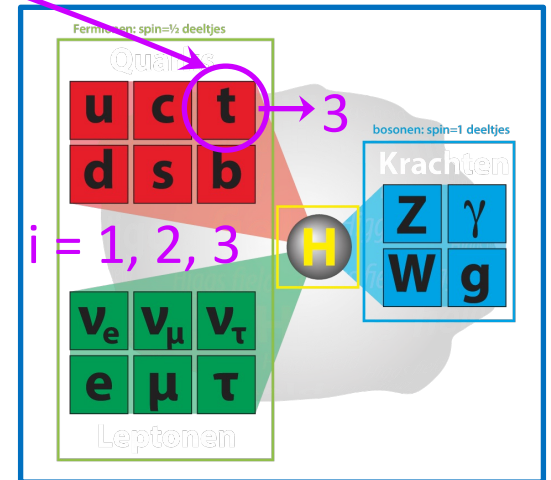 Fermionen: spin=½ deeltjes
Quarks
u c t
3
d s b
i = 1, 2, 3
bosonen: spin=1 deeltjes
Krachten
Z γ
W g
H
νe νμ ντ
e μ τ
Leptonen